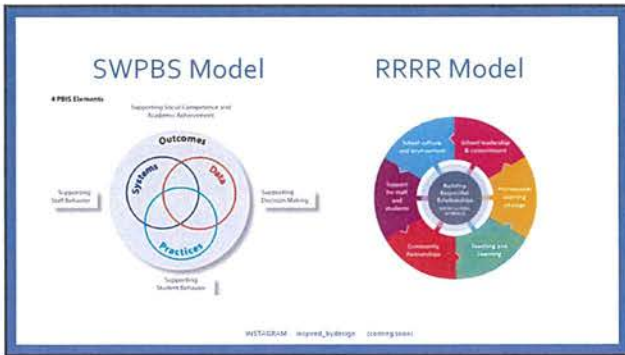 SWPBS Model
RRRR Model
4 PBIS Elements
Supporting Social Competence and
Academic Achievement
Outcomes
Systems
Data
Practices
Supporting
Staff Behavior
Supporting
Decision Making
Supporting
Student Behavior
School culture
and environment
School leadership
& commitment
Support
for staff
and
students
Professional
learning
Building
Respectful
Relationships
Community
Partnerships
Teaching and
Learning
INSTAGRAM inspired_bydesign (coming soon)